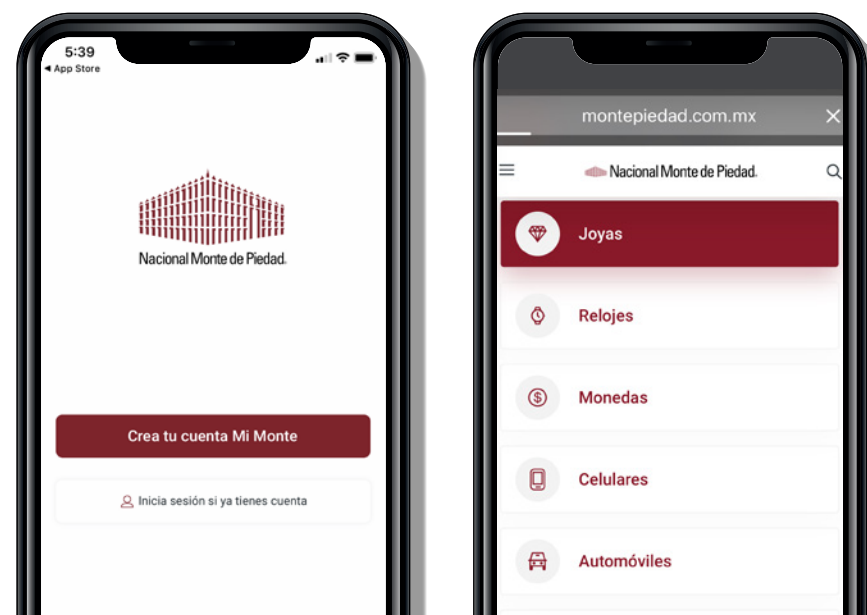 5:39
◀ App Store
Nacional Monte de Piedad.
Crea tu cuenta Mi Monte
Inicia sesión si ya tienes cuenta
montepiedad.com.mx
Nacional Monte de Piedad.
Joyas
Relojes
Monedas
Celulares
Automóviles